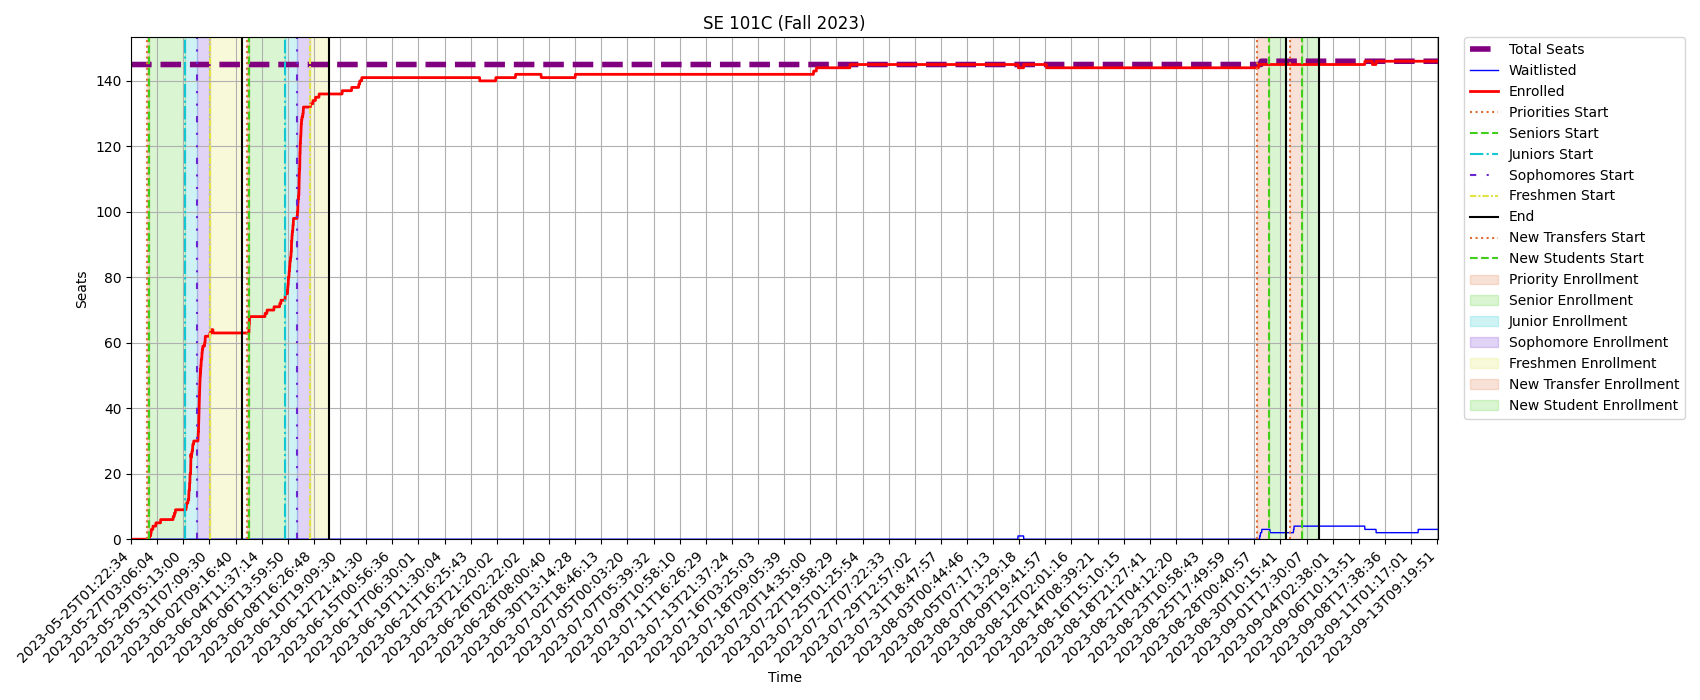 SE 101C (Fall 2023)
Seats
140
120
100
80
60
40
20
0
2023-05-25T01:22:34
2023-05-27T03:06:04
2023-05-29T05:13:00
2023-05-31T07:09:30
2023-06-02T09:16:40
2023-06-04T11:37:14
2023-06-06T13:59:50
2023-06-08T16:26:48
2023-06-10T19:09:30
2023-06-12T21:41:30
2023-06-15T00:56:36
2023-06-17T06:30:01
2023-06-19T11:30:04
2023-06-21T16:25:43
2023-06-23T21:20:02
2023-06-26T02:22:02
2023-06-28T08:00:40
2023-06-30T13:14:28
2023-07-02T18:46:13
2023-07-05T00:03:20
2023-07-07T05:39:32
2023-07-09T10:58:10
2023-07-11T16:26:29
2023-07-13T21:37:24
2023-07-16T03:25:03
2023-07-18T09:05:39
2023-07-20T14:35:00
2023-07-22T19:58:29
2023-07-25T01:25:54
2023-07-27T07:22:33
2023-07-29T12:57:02
2023-07-31T18:47:57
2023-08-03T00:44:46
2023-08-05T07:17:13
2023-08-07T13:29:18
2023-08-09T19:41:57
2023-08-12T02:01:16
2023-08-14T08:39:21
2023-08-16T15:10:15
2023-08-18T21:27:41
2023-08-21T04:12:20
2023-08-23T10:58:43
2023-08-25T17:49:59
2023-08-28T00:40:57
2023-08-30T10:15:41
2023-09-01T17:30:07
2023-09-04T02:38:01
2023-09-06T10:13:51
2023-09-08T17:38:36
2023-09-11T01:17:01
2023-09-13T09:19:51
Time
Total Seats
Waitlisted
Enrolled
Priorities Start
Seniors Start
Juniors Start
Sophomores Start
Freshmen Start
End
New Transfers Start
New Students Start
Priority Enrollment
Senior Enrollment
Junior Enrollment
Sophomore Enrollment
Freshmen Enrollment
New Transfer Enrollment
New Student Enrollment